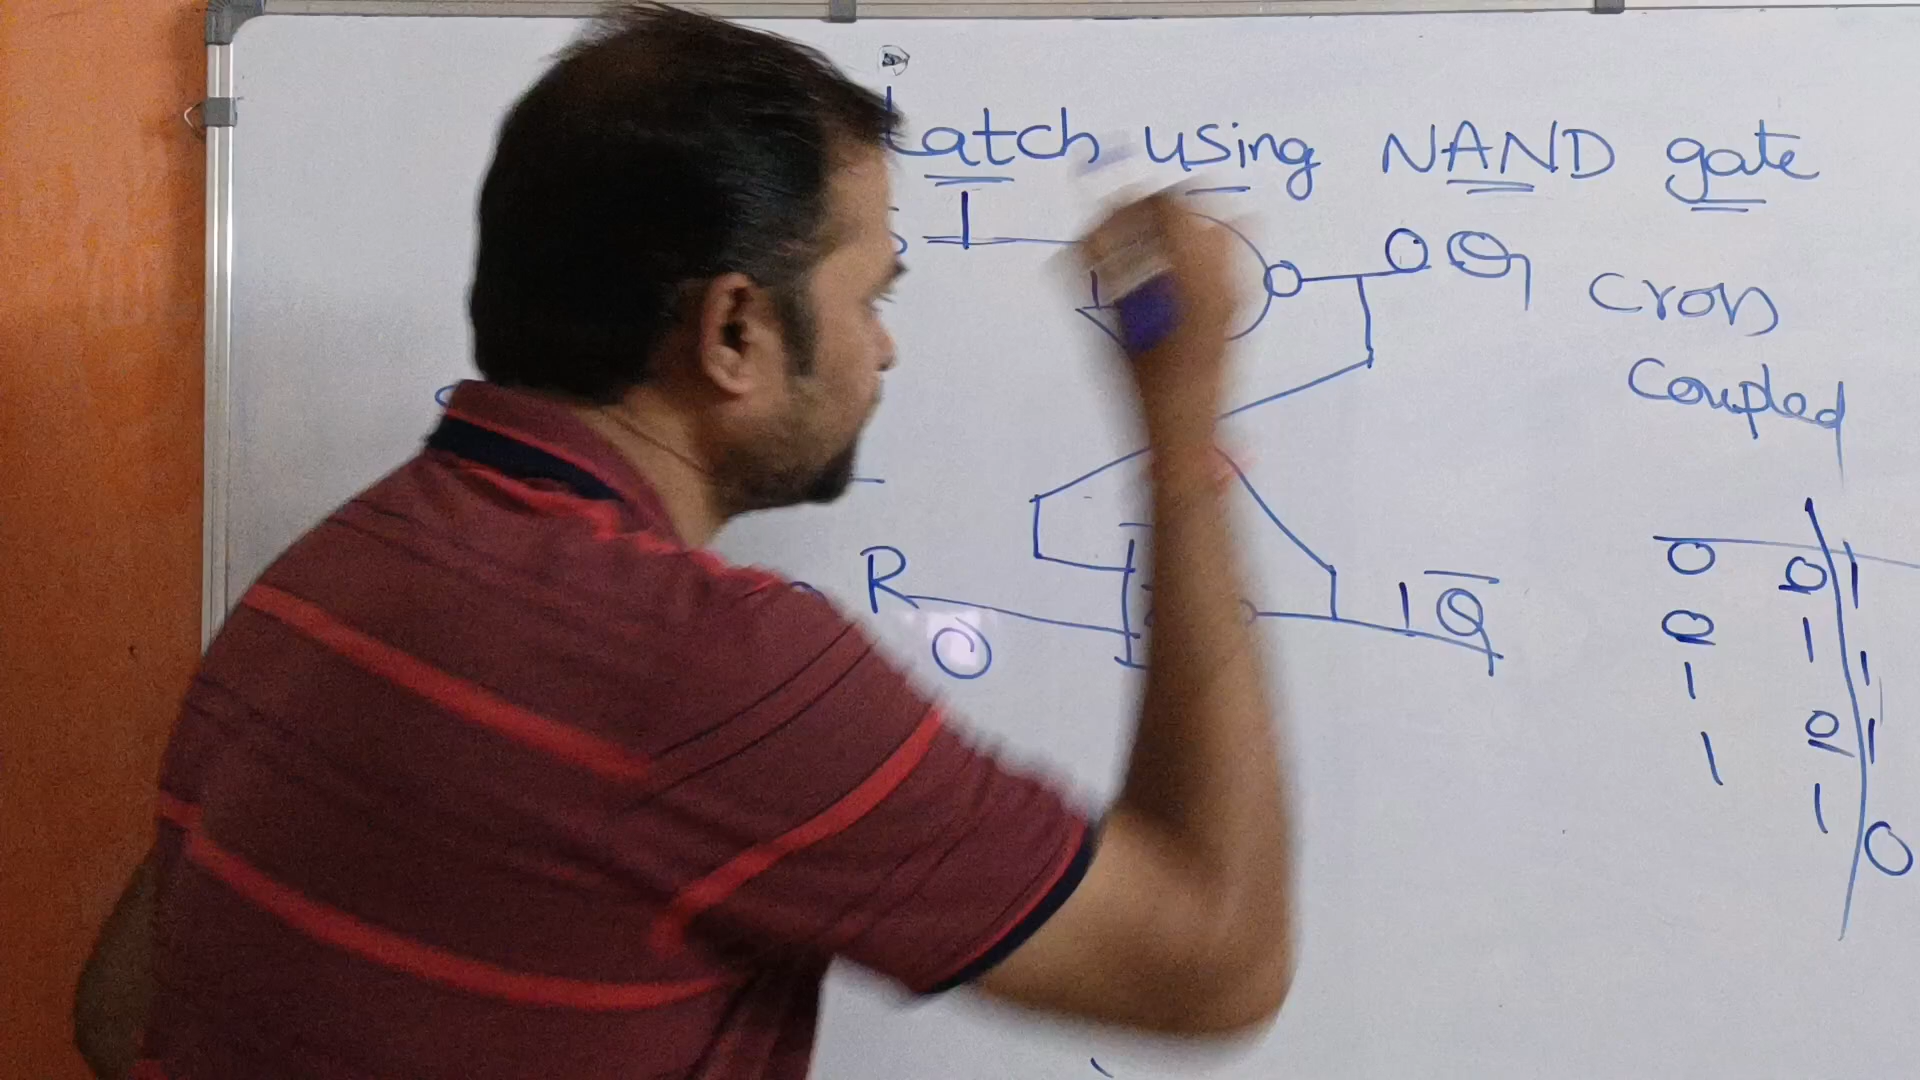 Latch using NAND gate
1
0 Q
Cross
Coupled
R
0
1 Q̅
0 0 1
0 1 1
1 0 1
1 1 0